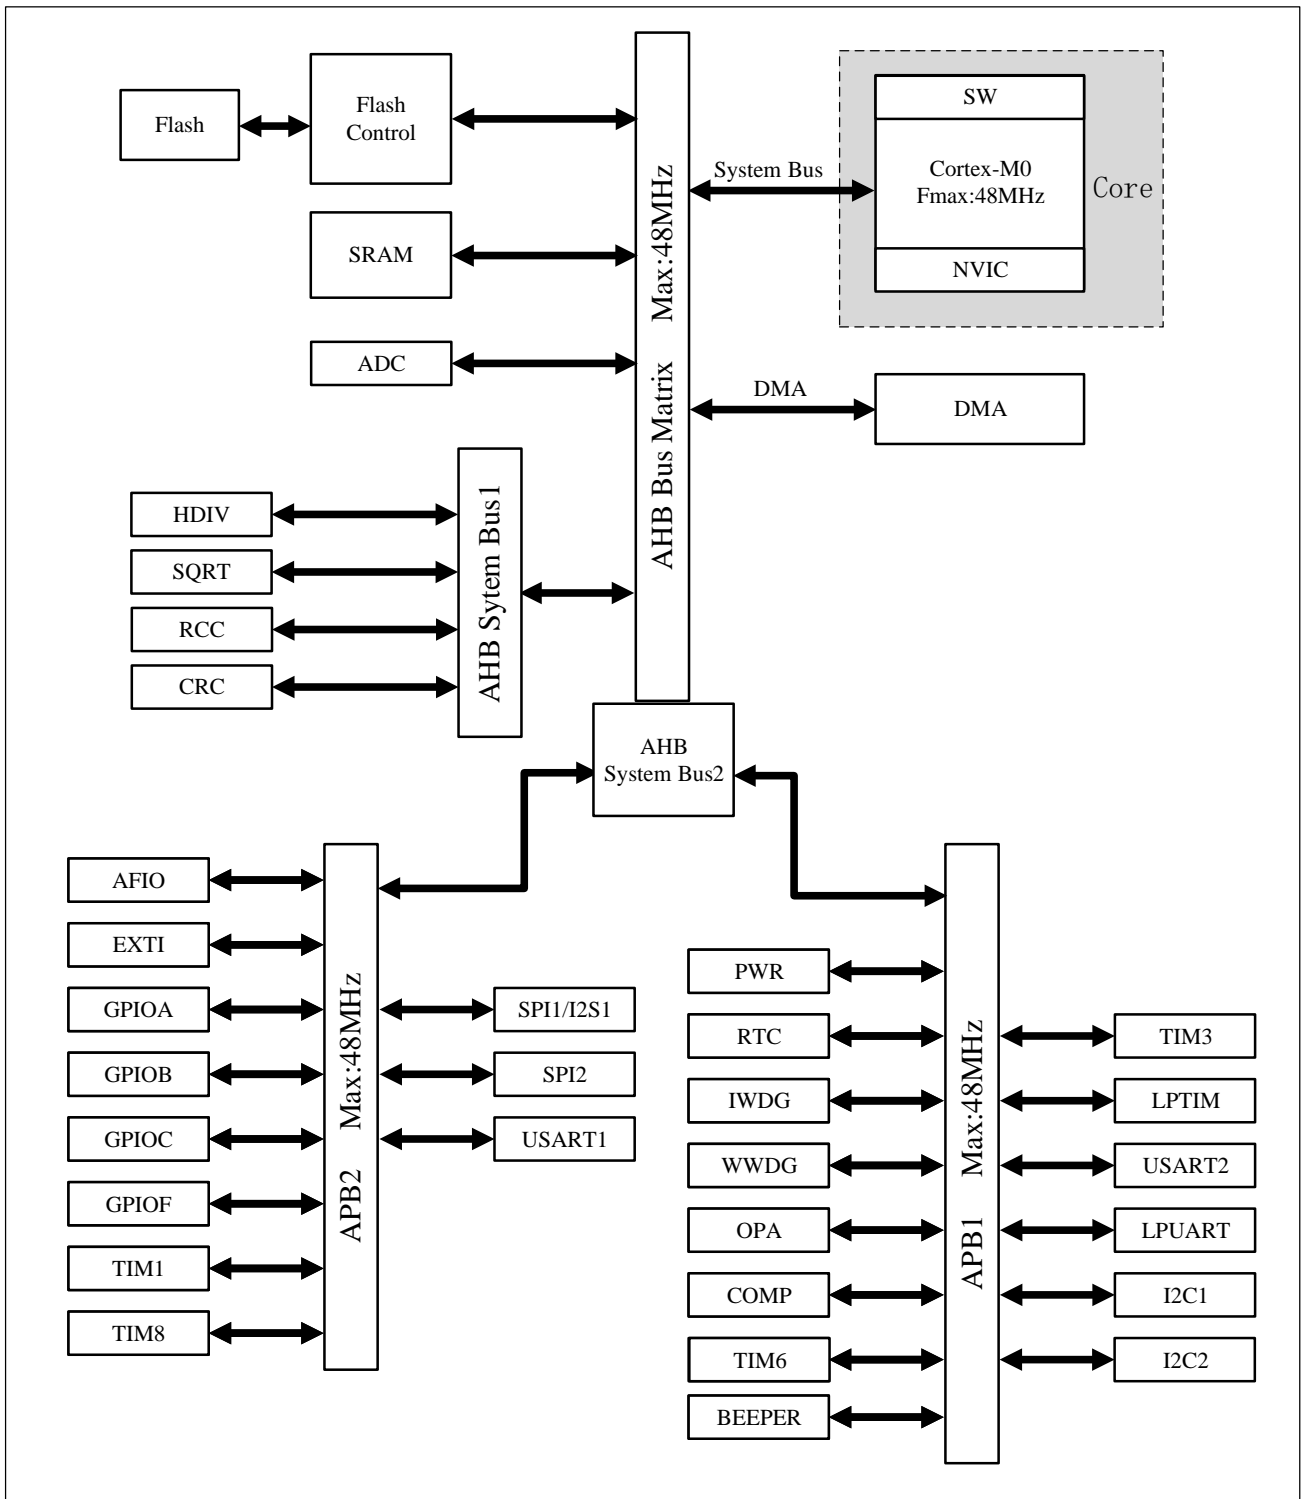 Flash
Flash
Control
SRAM
ADC
AHB Bus Matrix Max:48MHz
System Bus
SW
Cortex-M0
Fmax:48MHz
NVIC
Core
DMA
DMA
HDIV
SQRT
RCC
CRC
AHB Sytem Bus1
AHB
System Bus2
AFIO
EXTI
GPIOA
GPIOB
GPIOC
GPIOF
TIM1
TIM8
APB2 Max:48MHz
SPI1/I2S1
SPI2
USART1
PWR
RTC
IWDG
WWDG
OPA
COMP
TIM6
BEEPER
APB1 Max:48MHz
TIM3
LPTIM
USART2
LPUART
I2C1
I2C2